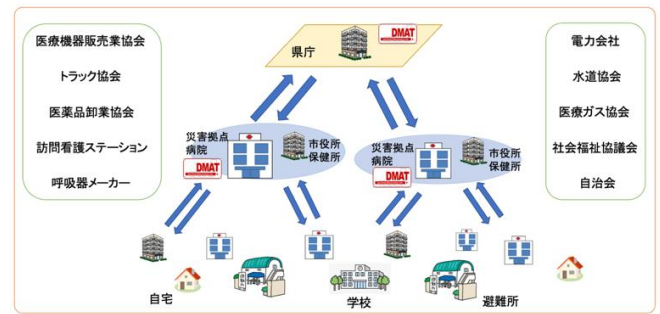 医療機器販売業協会
トラック協会
医薬品卸業協会
訪問看護ステーション
呼吸器メーカー
県庁
DMAT
災害拠点
病院
DMAT
市役所
保健所
災害拠点
病院
DMAT
市役所
保健所
自宅
学校
避難所
電力会社
水道協会
医療ガス協会
社会福祉協議会
自治会